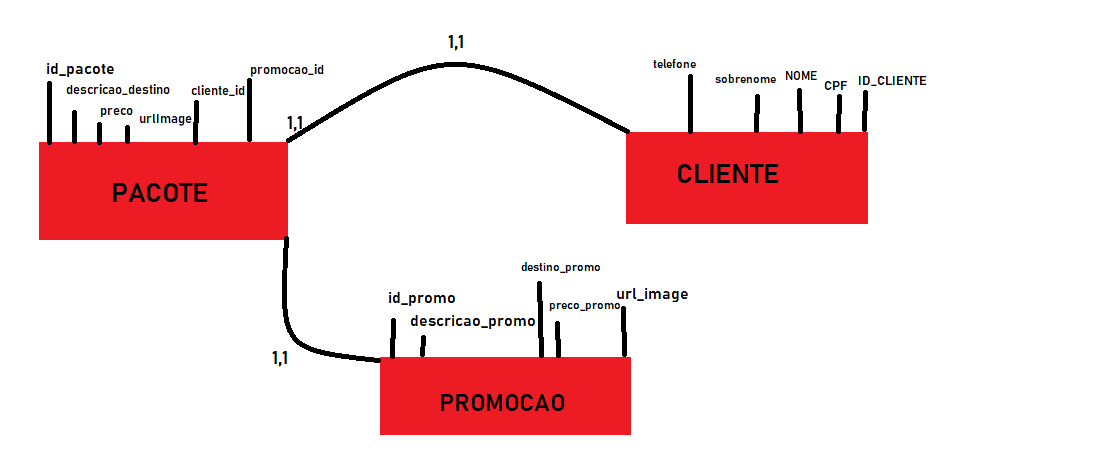 1,1
id_pacote
promocao_id
descricao_destino
cliente_id
preco
urlImage
1,1
PACOTE
telefone
sobrenome
NOME
CPF
ID_CLIENTE
CLIENTE
destino_promo
id_promo
url_image
preco_promo
descricao_promo
1,1
PROMOCAO